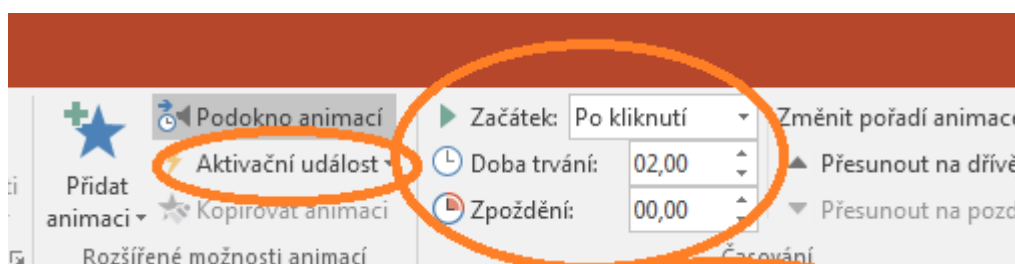 Podokno animací
Aktivační událost
Kopírovat animaci
Přidat
animaci
Rozšířené možnosti animací
Začátek: Po kliknutí
Doba trvání: 02,00
Zpoždění: 00,00
Časování
Změnit pořadí animace
Přesunout na dřív
Přesunout na pozd